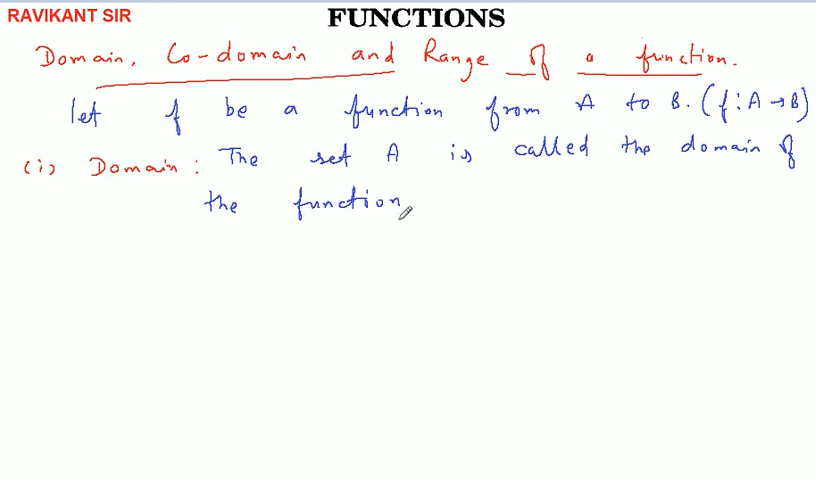 RAVIKANT SIR
FUNCTIONS
Domain, Co-domain and Range of a function.
let f be a function from A to B. (f: A → B)
(i) Domain: The set A is called the domain of
the function